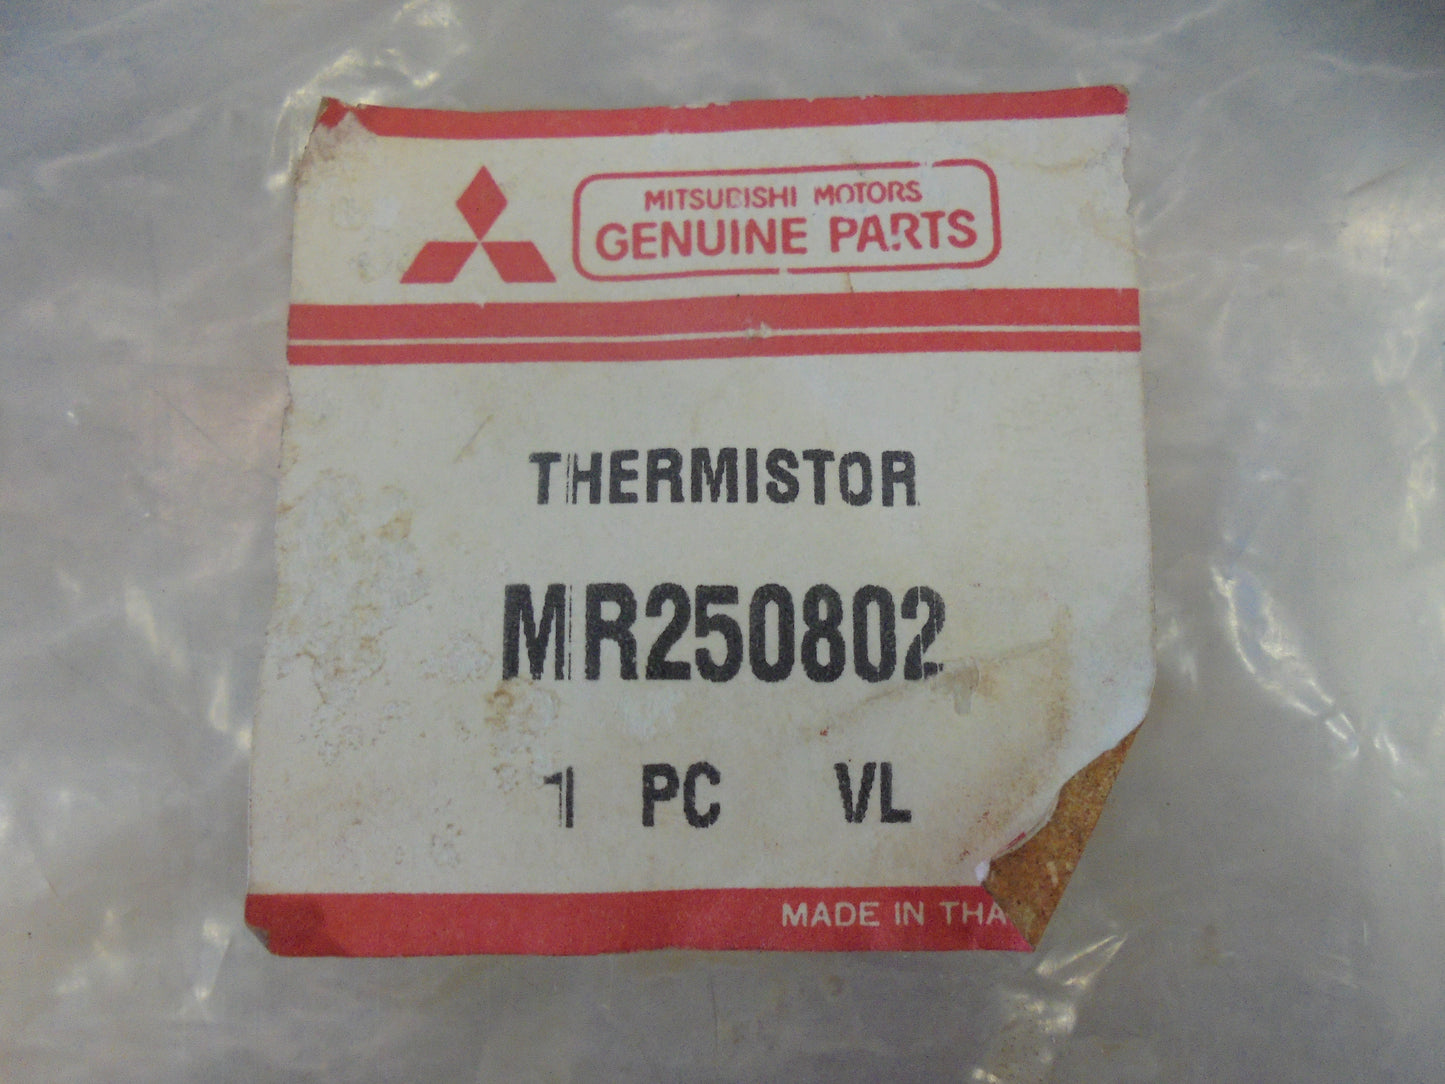 MITSUBISHI MOTORS
GENUINE PARTS
THERMISTOR
MR250802
1 PC VL
MADE IN THA